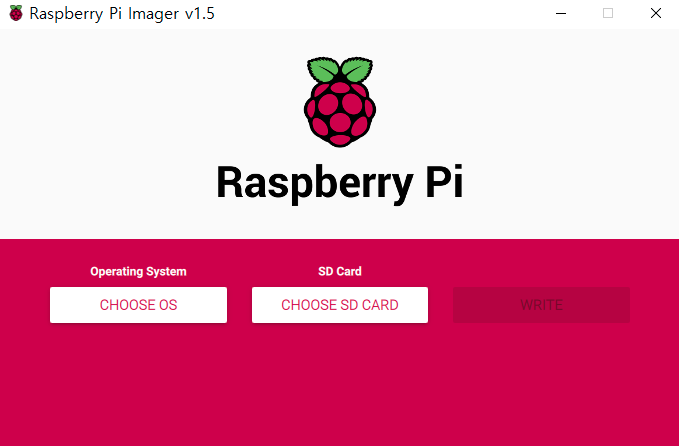 Raspberry Pi Imager v1.5
Raspberry Pi
Operating System
SD Card
CHOOSE OS
CHOOSE SD CARD
WRITE